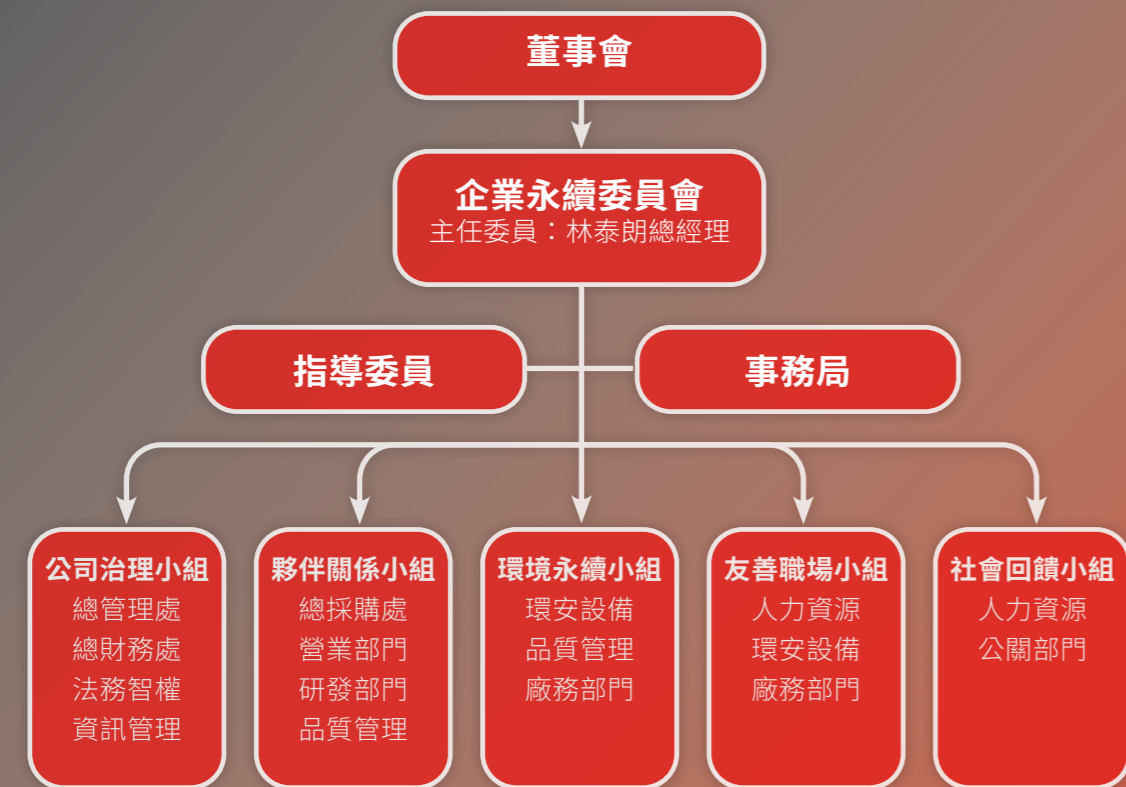 董事會
企業永續委員會
主任委員：林泰朗總經理
指導委員
事務局
公司治理小組
總管理處
總財務處
法務智權
資訊管理
夥伴關係小組
總採購處
營業部門
研發部門
品質管理
環境永續小組
環安設備
品質管理
廠務部門
友善職場小組
人力資源
環安設備
廠務部門
社會回饋小組
人力資源
公關部門